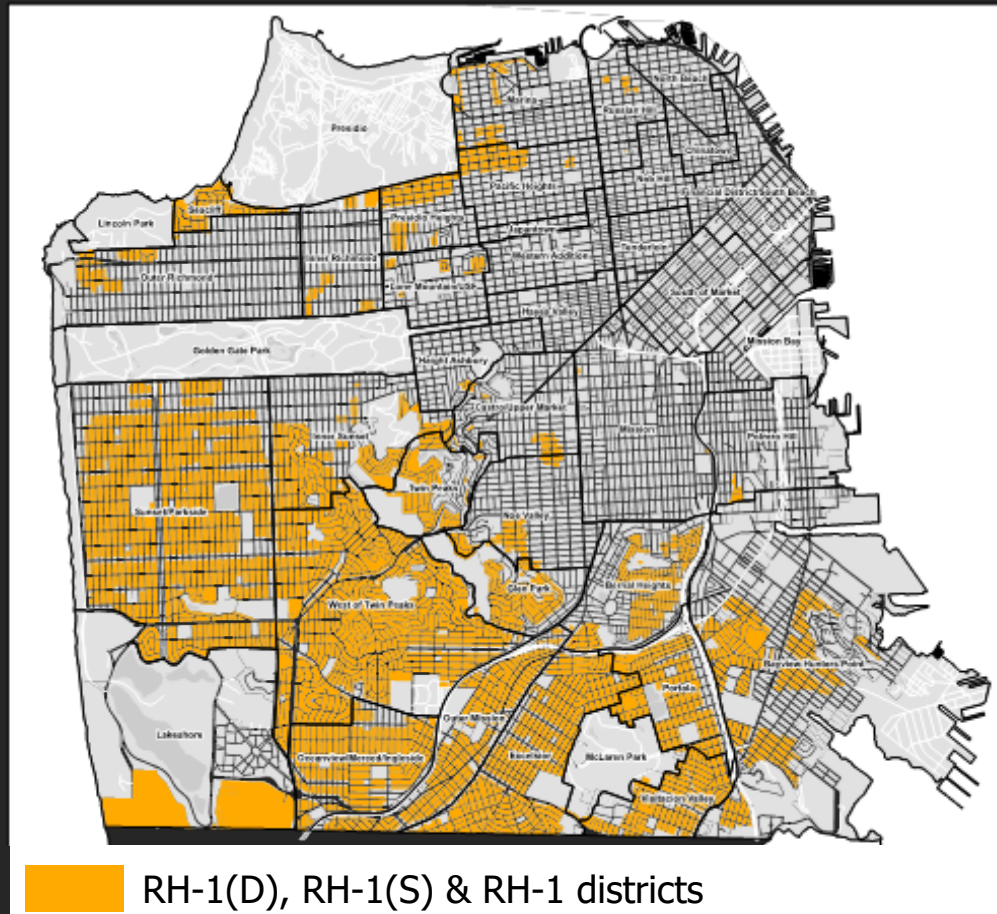 North Beach
Marina
Russian Hill
Presidio
Chinatown
Nob Hill
Pacific Heights
Financial District/South Beach
Seacliff
Lincoln Park
Presidio Heights
Japantown
Tenderloin
Western Addition
Inner Richmond
Outer Richmond
Lone Mountain/USF
South of Market
Hayes Valley
Mission Bay
Golden Gate Park
Haight Ashbury
Castro/Upper Market
Inner Sunset
Mission
Potrero Hill
Twin Peaks
Sunset/Parkside
Noe Valley
Glen Park
Bernal Heights
West of Twin Peaks
Bayview Hunters Point
Portola
Outer Mission
Lakeshore
Oceanview/Merced/Ingleside
Excelsior
McLaren Park
Visitacion Valley
RH-1(D), RH-1(S) & RH-1 districts